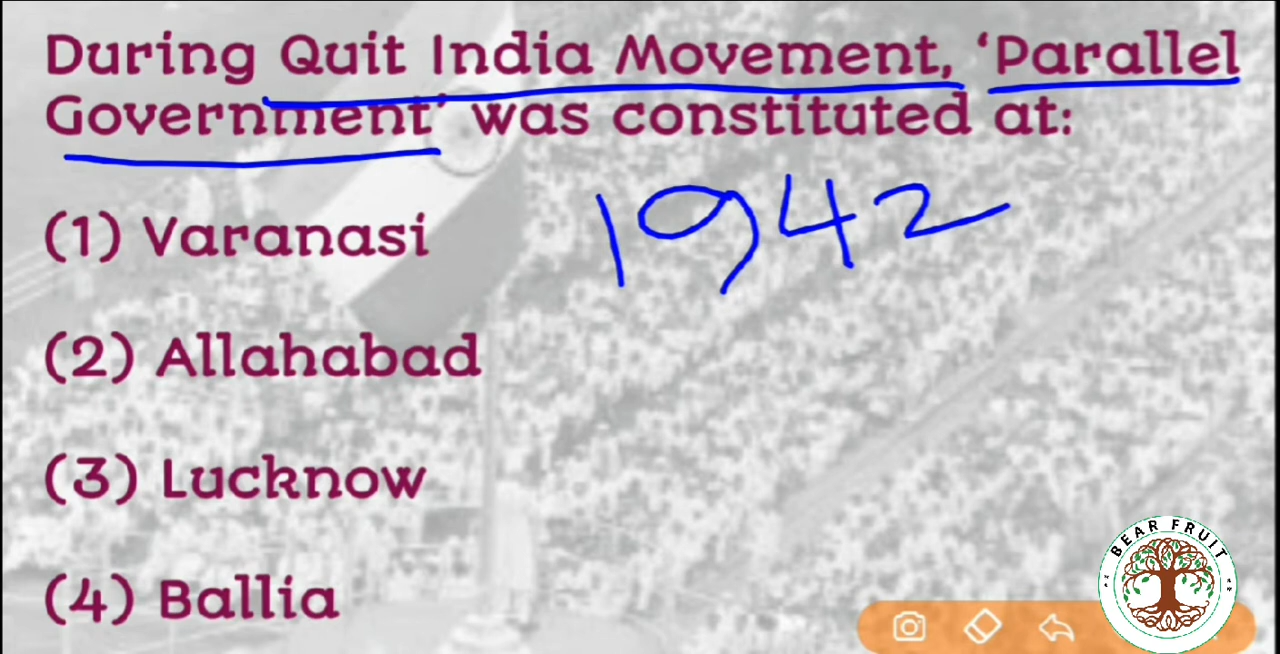 During Quit India Movement, ‘Parallel
Government’ was constituted at:
1942
(1) Varanasi
(2) Allahabad
(3) Lucknow
(4) Ballia
BEAR FRUIT